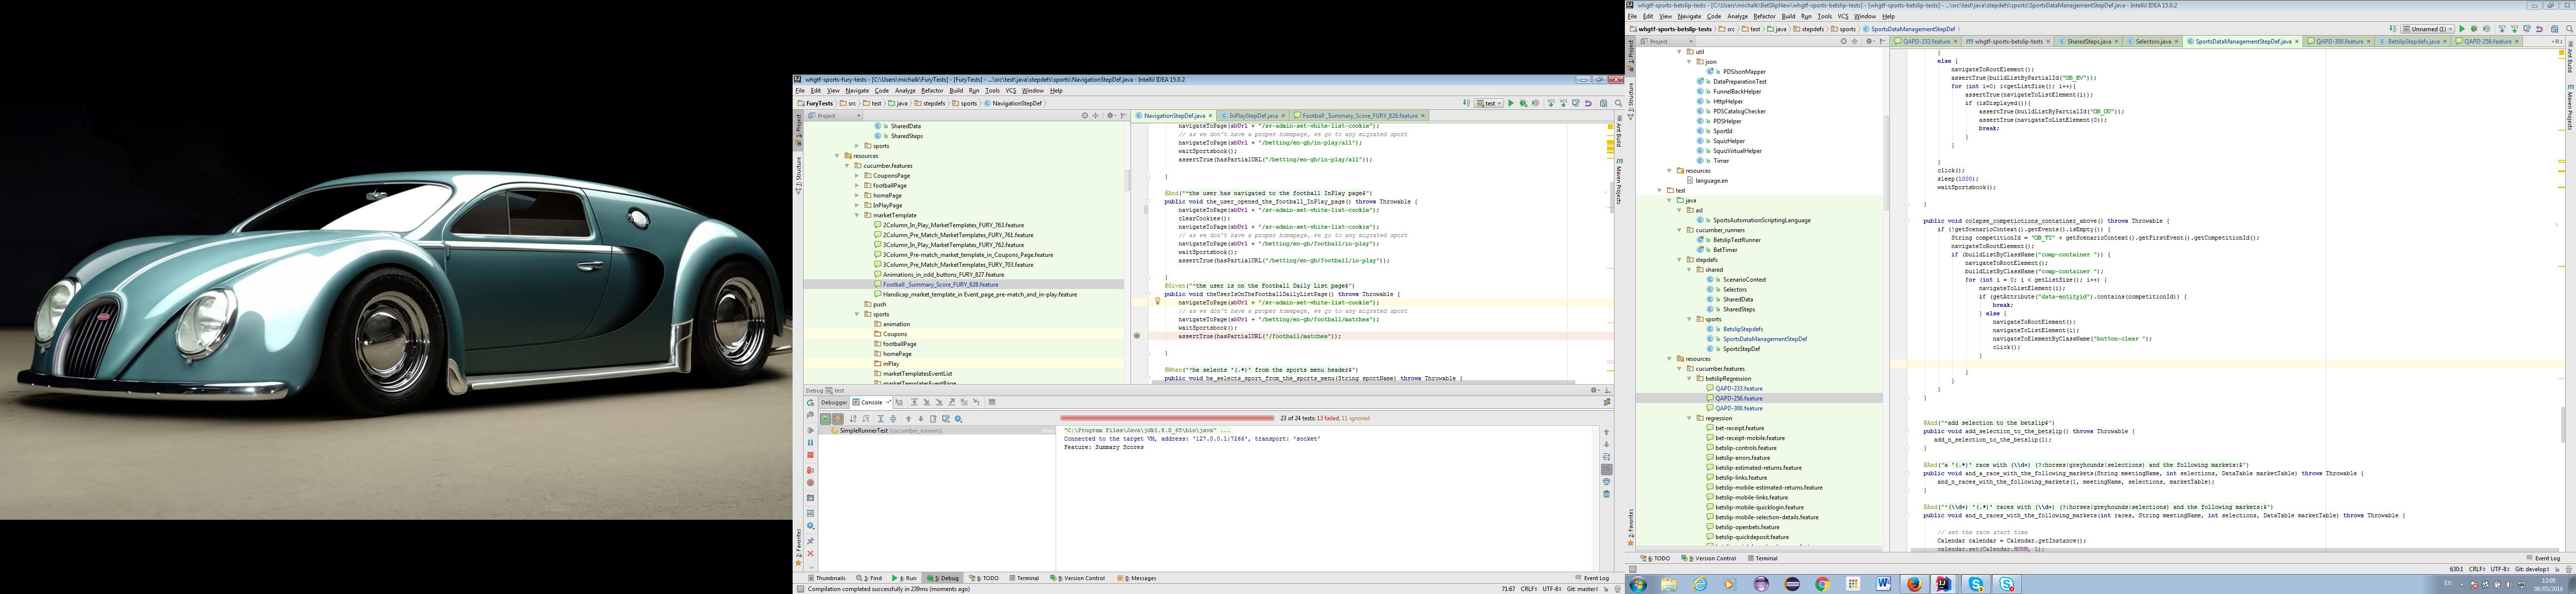 whgtf-sports-fury-tests - [C:\Users\michalk\FuryTests] - [FuryTests] - ...\src\test\java\stepdefs\sports\NavigationStepDef.java - IntelliJ IDEA 15.0.2
File Edit View Navigate Code Analyze Refactor Build Run Tools VCS Window Help
FuryTests src test java stepdefs sports NavigationStepDef
test
Project
NavigationStepDef.java InPlayStepDef.java Football_Summary_Score_FURY_828.feature
SharedData
SharedSteps
sports
resources
cucumber.features
CouponsPage
footballPage
homePage
InPlayPage
marketTemplate
2Column_In_Play_MarketTemplates_FURY_763.feature
2Column_Pre_Match_MarketTemplates_FURY_761.feature
3Column_In_Play_MarketTemplates_FURY_762.feature
3Column_Pre-match_market_template_in_Coupons_Page.feature
3Column_Pre_Match_MarketTemplates_FURY_703.feature
Animations_in_odd_buttons_FURY_827.feature
Football _Summary_Score_FURY_828.feature
Handicap_market_template in Event_page_pre-match_and_in-play.feature
push
sports
animation
Coupons
footballPage
homePage
inPlay
marketTemplatesEventList
marketTemplatesEventPage
navigateToPage(abUrl + "/sr-admin-set-white-list-cookie");
// as we don't have a proper homepage, we go to any migrated sport
navigateToPage(abUrl + "/betting/en-gb/in-play/all");
waitSportsbook();
assertTrue(hasPartialURL("/betting/en-gb/in-play/all"));
}
@And("^the user has navigated to the football InPlay page$")
public void the_user_opened_the_football_InPlay_page() throws Throwable {
navigateToPage(abUrl + "/sr-admin-set-white-list-cookie");
clearCookies();
navigateToPage(abUrl + "/sr-admin-set-white-list-cookie");
// as we don't have a proper homepage, we go to any migrated sport
navigateToPage(abUrl + "/betting/en-gb/football/in-play");
waitSportsbook();
assertTrue(hasPartialURL("/betting/en-gb/football/in-play"));
}
@Given("^the user is on the Football Daily List page$")
public void theUserIsOnTheFootballDailyListPage() throws Throwable {
navigateToPage(abUrl + "/sr-admin-set-white-list-cookie");
// as we don't have a proper homepage, we go to any migrated sport
navigateToPage(abUrl + "/betting/en-gb/football/matches");
waitSportsbook();
assertTrue(hasPartialURL("/football/matches"));
}
@When("^he selects '(.*)' from the sports menu header$")
public void he_selects_sport_from_the_sports_menu(String sportName) throws Throwable {
Debug test
Debugger Console
23 of 24 tests: 13 failed, 11 ignored
SimpleRunnerTest (cucumber_runners)
"C:\Program Files\Java\jdk1.8.0_65\bin\java" ...
Connected to the target VM, address: '127.0.0.1:7266', transport: 'socket'
Feature: Summary Scores
Thumbnails 3: Find 4: Run 5: Debug 6: TODO Terminal 9: Version Control 0: Messages Event Log
Compilation completed successfully in 239ms (moments ago) 71:67 CRLF UTF-8 Git: master
1: Project
7: Structure
2: Favorites
Ant Build
Maven Projects
whgtf-sports-betslip-tests - [C:\Users\michalk\BetSlipNew\whgtf-sports-betslip-tests] - [whgtf-sports-betslip-tests] - ...\src\test\java\stepdefs\sports\SportsDataManagementStepDef.java - IntelliJ IDEA 15.0.2
File Edit View Navigate Code Analyze Refactor Build Run Tools VCS Window Help
whgtf-sports-betslip-tests src test java stepdefs sports SportsDataManagementStepDef
Unnamed (1)
Project
QAPD-233.feature whgtf-sports-betslip-tests SharedSteps.java Selectors.java SportsDataManagementStepDef.java QAPD-300.feature BetslipStepdefs.java QAPD-256.feature
util
json
PDSJsonMapper
DataPreparationTest
FunnelBackHelper
HttpHelper
PDSCatalogChecker
PDSHelper
SportId
SquizHelper
SquizVirtualHelper
Timer
resources
language.en
test
java
asl
SportsAutomationScriptingLanguage
cucumber_runners
BetslipTestRunner
BetTimer
stepdefs
shared
ScenarioContext
Selectors
SharedData
SharedSteps
sports
BetslipStepdefs
SportsDataManagementStepDef
SportsStepDef
resources
cucumber.features
betslipRegression
QAPD-233.feature
QAPD-256.feature
QAPD-300.feature
regression
bet-receipt.feature
bet-receipt-mobile.feature
betslip-controls.feature
betslip-errors.feature
betslip-estimated-returns.feature
betslip-links.feature
betslip-mobile-estimated-returns.feature
betslip-mobile-links.feature
betslip-mobile-quicklogin.feature
betslip-mobile-selection-details.feature
betslip-openbets.feature
betslip-quickdeposit.feature
}
else {
navigateToRootElement();
assertTrue(buildListByPartialId("OB_EV"));
for (int i=0; i<getListSize(); i++){
assertTrue(navigateToListElement(i));
if (isDisplayed()){
assertTrue(buildListByPartialId("OB_OU"));
assertTrue(navigateToListElement(0));
break;
}
}
}
click();
sleep(1000);
waitSportsbook();
}
public void colapse_competiotions_contatiner_above() throws Throwable {
if (!getScenarioContext().getEvents().isEmpty()) {
String competitionId = "OB_TY" + getScenarioContext().getFirstEvent().getCompetitionId();
navigateToRootElement();
if (buildListByClassName("comp-container ")) {
navigateToRootElement();
buildListByClassName("comp-container ");
for (int i = 0; i < getListSize(); i++) {
navigateToListElement(i);
if (getAttribute("data-entityid").contains(competitionId)) {
break;
} else {
navigateToRootElement();
navigateToListElement(i);
navigateToElementByClassName("button-clear ");
click();
}
}
}
}
}
@And("^add selection to the betslip$")
public void add_selection_to_the_betslip() throws Throwable {
add_n_selection_to_the_betslip(1);
}
@And("^a '(.*)' race with (\\d+) (?:horses|greyhounds|selections) and the following markets:$")
public void and_a_race_with_the_following_markets(String meetingName, int selections, DataTable marketTable) throws Throwable {
and_n_races_with_the_following_markets(1, meetingName, selections, marketTable);
}
@And("^(\\d+) '(.*)' races with (\\d+) (?:horses|greyhounds|selections) and the following markets:$")
public void and_n_races_with_the_following_markets(int races, String meetingName, int selections, DataTable marketTable) throws Throwable {
// set the race start time
Calendar calendar = Calendar.getInstance();
calendar.set(Calendar.HOUR, 1);
6: TODO 9: Version Control Terminal Event Log
630:1 CRLF UTF-8 Git: develop
1: Project
7: Structure
2: Favorites
Ant Build
Maven Projects
EN 12:00
06/05/2016